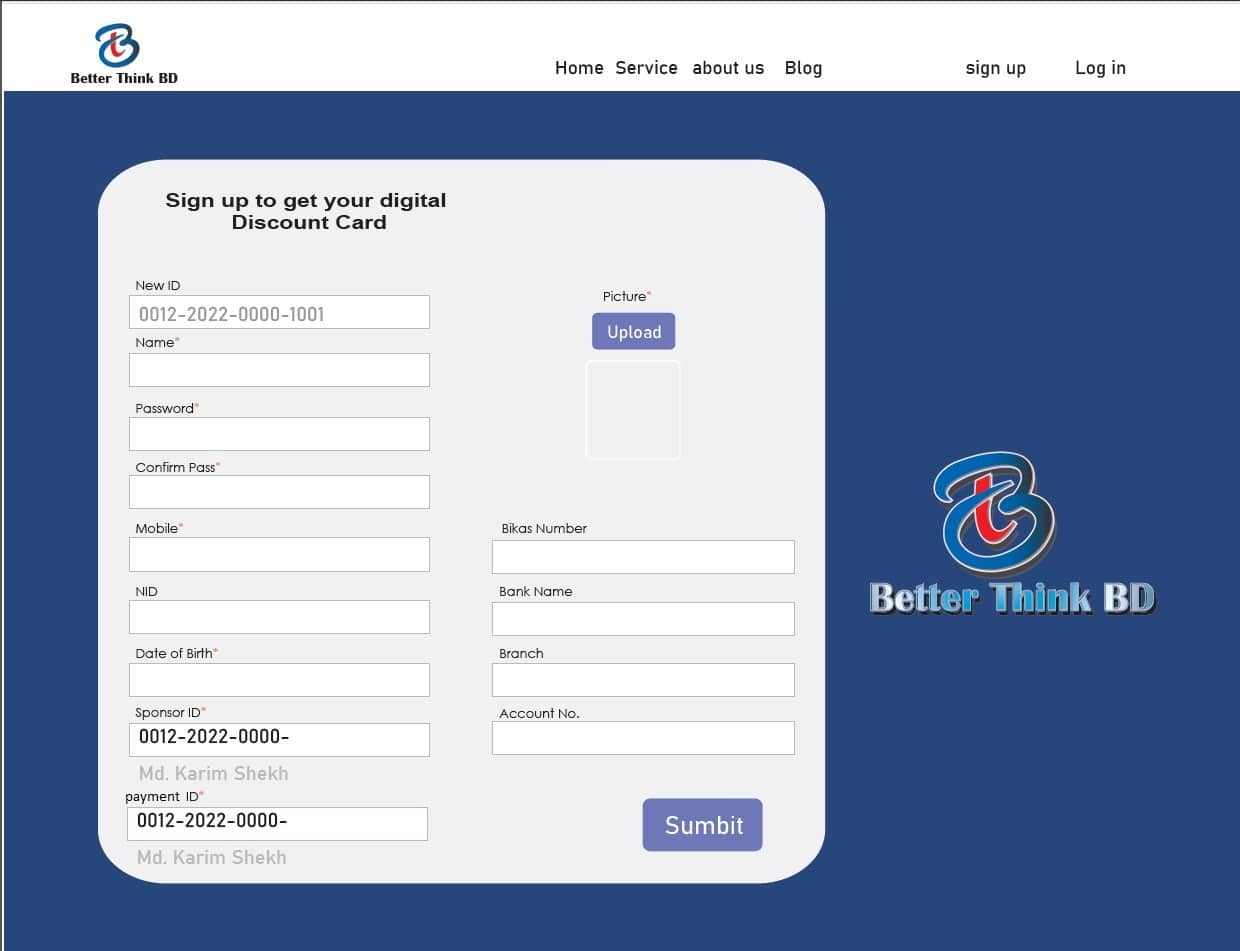 Better Think BD
Home Service about us Blog sign up Log in
Sign up to get your digital
Discount Card
New ID
0012-2022-0000-1001
Name*
Password*
Confirm Pass*
Mobile*
NID
Date of Birth*
Sponsor ID*
0012-2022-0000-
Md. Karim Shekh
payment ID*
0012-2022-0000-
Md. Karim Shekh
Picture*
Upload
Bikas Number
Bank Name
Branch
Account No.
Sumbit
Better Think BD